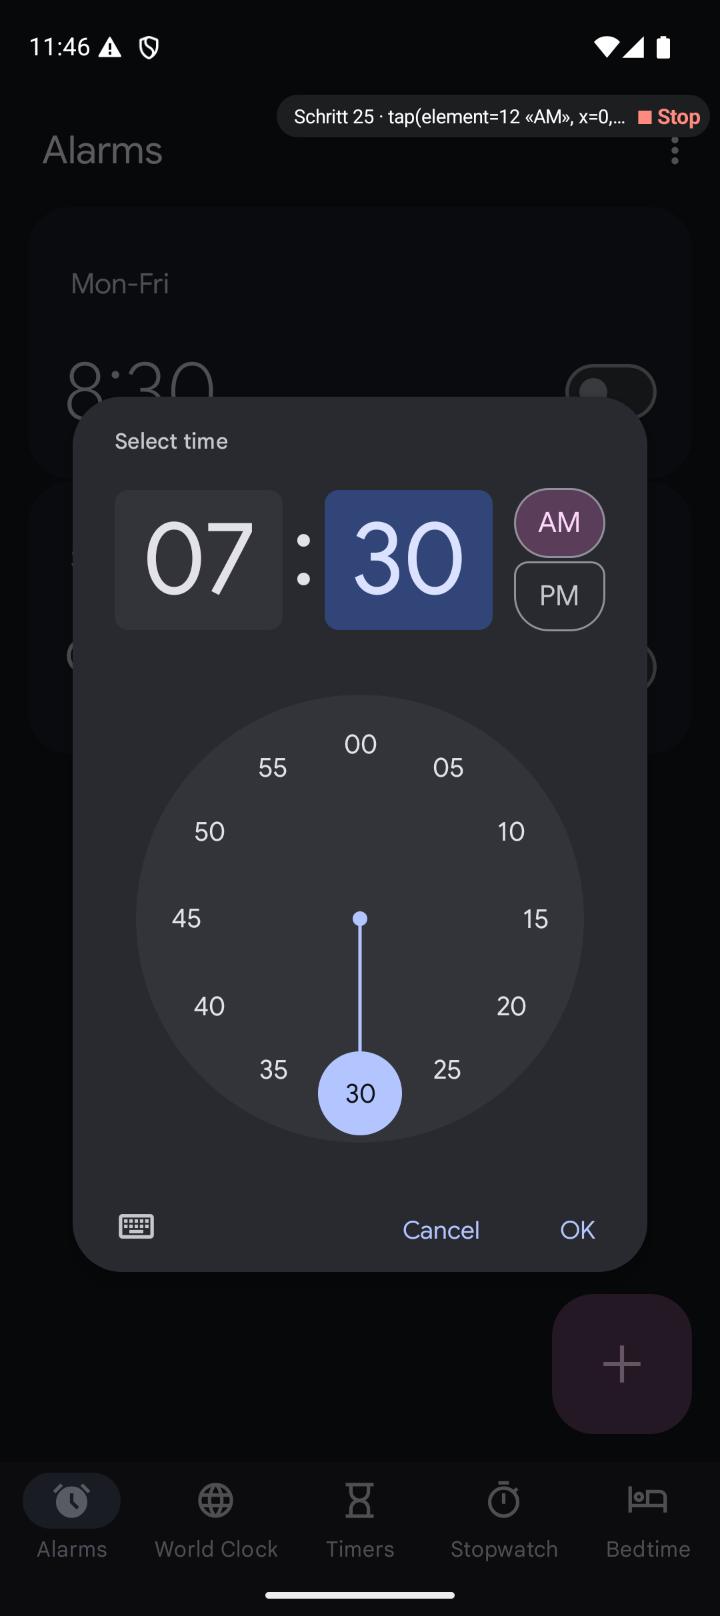 11:46
Schritt 25 · tap(element=12 «AM», x=0,... Stop
Alarms
Mon-Fri
8:30
Select time
07 : 30
AM
PM
00
55 05
50 10
45 15
40 20
35 25
30
Cancel OK
Alarms World Clock Timers Stopwatch Bedtime